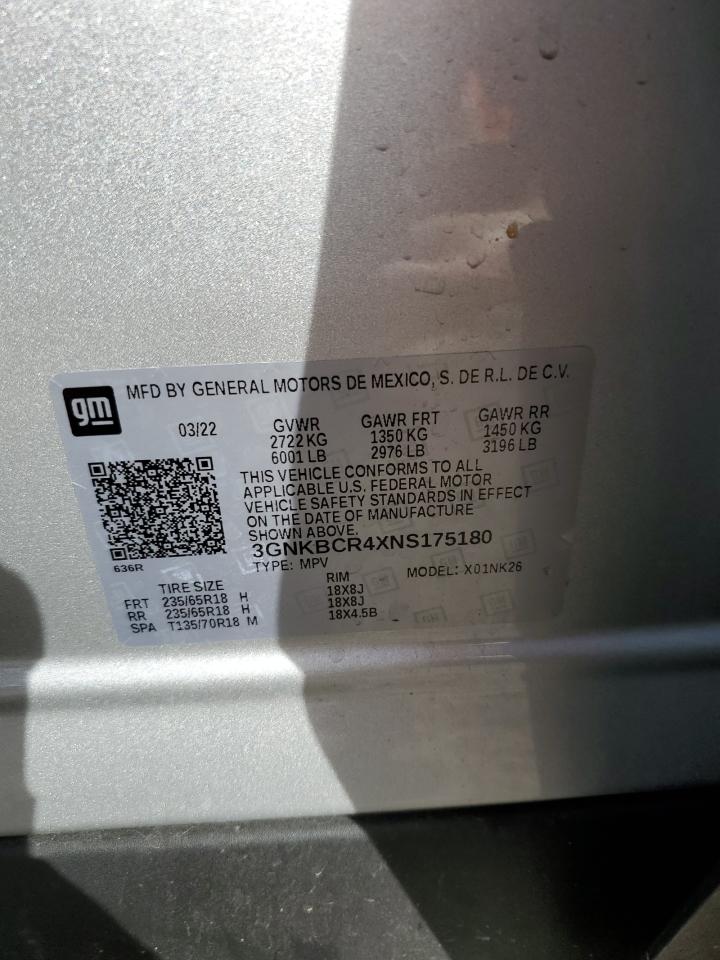 gm
MFD BY GENERAL MOTORS DE MEXICO, S. DE R.L. DE C.V.
03/22 GVWR GAWR FRT GAWR RR
2722 KG 1350 KG 1450 KG
6001 LB 2976 LB 3196 LB
THIS VEHICLE CONFORMS TO ALL
APPLICABLE U.S. FEDERAL MOTOR
VEHICLE SAFETY STANDARDS IN EFFECT
ON THE DATE OF MANUFACTURE
SHOWN ABOVE.
3GNKBCR4XNS175180
636R
TYPE: MPV MODEL: X01NK26
TIRE SIZE RIM
FRT 235/65R18 H 18X8J
RR 235/65R18 H 18X8J
SPA T135/70R18 M 18X4.5B